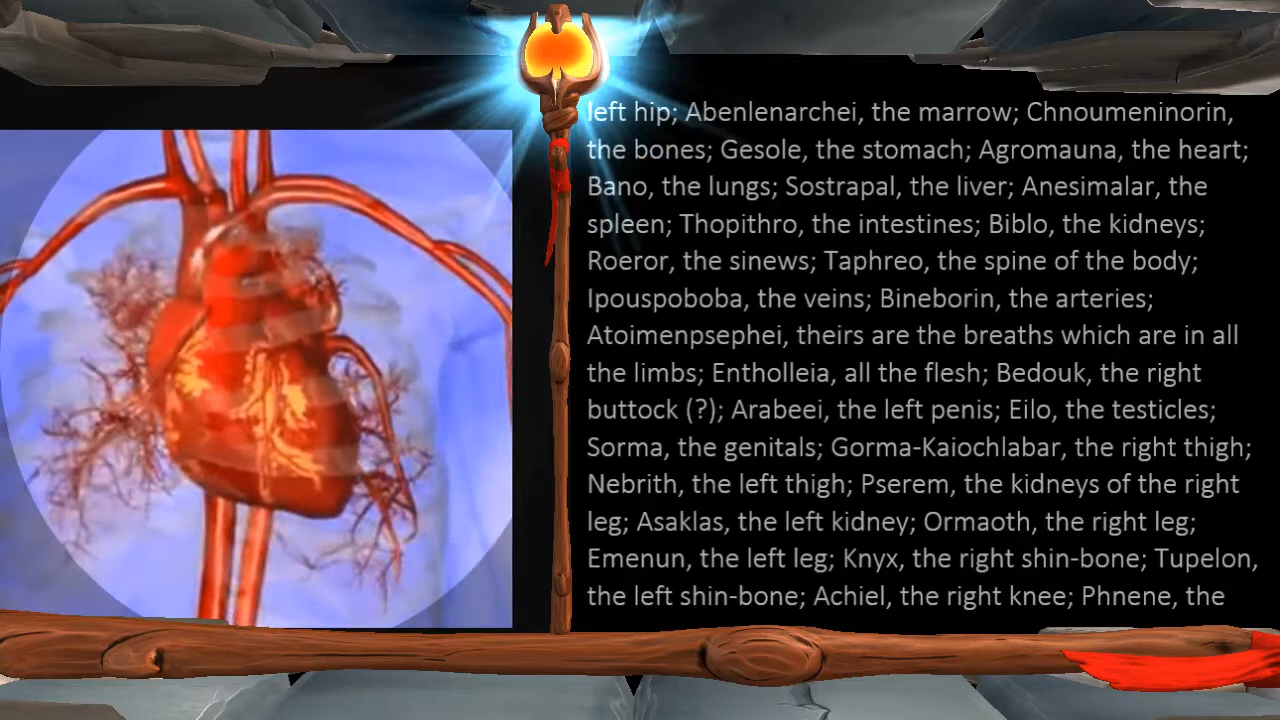 left hip; Abenlenarchei, the marrow; Chnoumeninorin,
the bones; Gesole, the stomach; Agromauna, the heart;
Bano, the lungs; Sostrapal, the liver; Anesimalar, the
spleen; Thopithro, the intestines; Biblo, the kidneys;
Roeror, the sinews; Taphreo, the spine of the body;
Ipouspoboba, the veins; Bineborin, the arteries;
Atoimenpsephei, theirs are the breaths which are in all
the limbs; Entholleia, all the flesh; Bedouk, the right
buttock (?); Arabeei, the left penis; Eilo, the testicles;
Sorma, the genitals; Gorma-Kaiochlabar, the right thigh;
Nebrith, the left thigh; Pserem, the kidneys of the right
leg; Asaklas, the left kidney; Ormaoth, the right leg;
Emenun, the left leg; Knyx, the right shin-bone; Tupelon,
the left shin-bone; Achiel, the right knee; Phnene, the